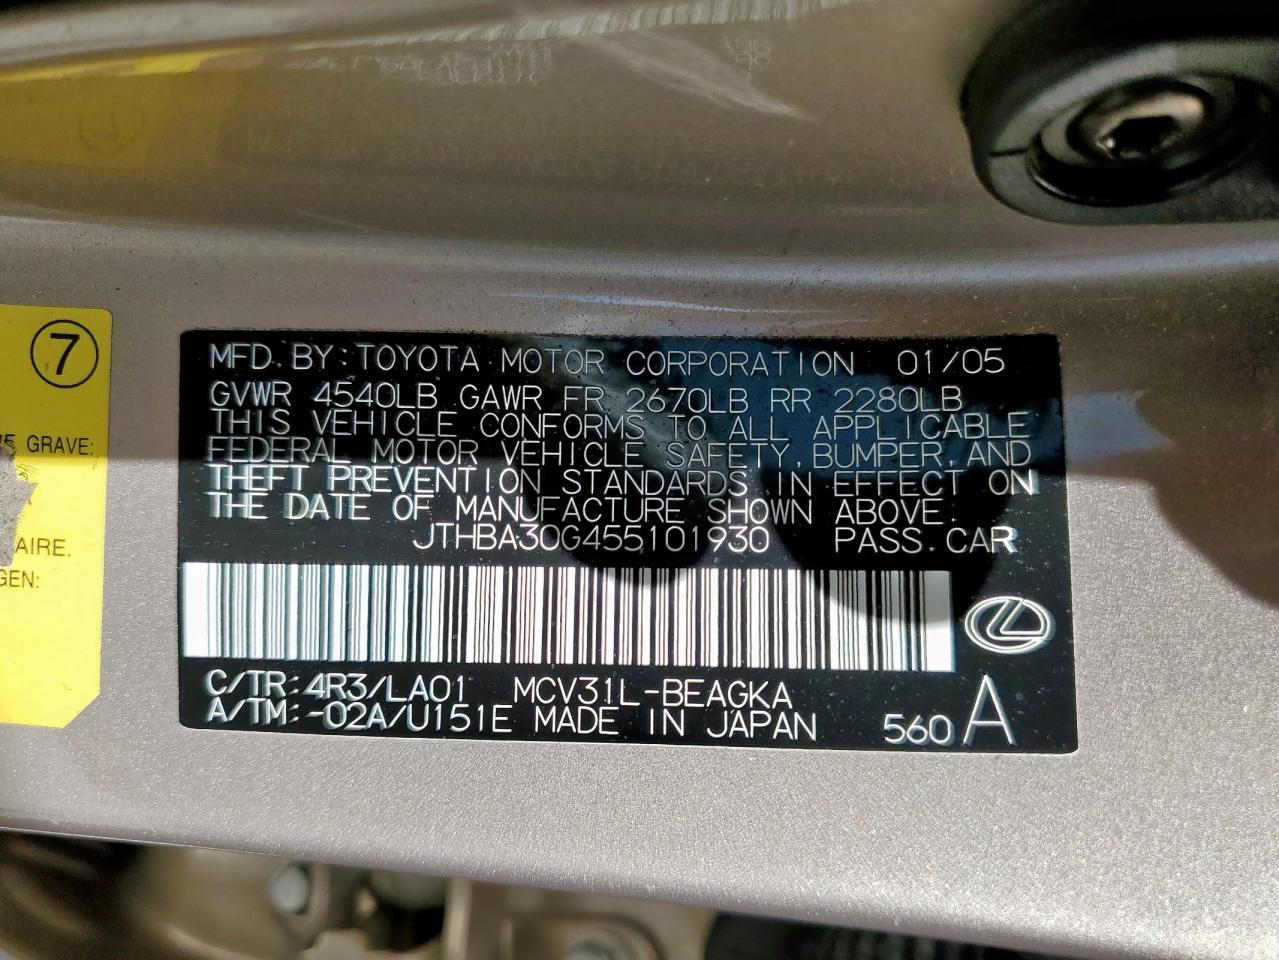 7
GRAVE:
AIRE.
GEN:
MFD. BY: TOYOTA MOTOR CORPORATION 01/05
GVWR 4540LB GAWR FR 2670LB RR 2280LB
THIS VEHICLE CONFORMS TO ALL APPLICABLE
FEDERAL MOTOR VEHICLE SAFETY, BUMPER, AND
THEFT PREVENTION STANDARDS IN EFFECT ON
THE DATE OF MANUFACTURE SHOWN ABOVE.
JTHBA30G455101930 PASS. CAR
C/TR: 4R3/LA01 MCV31L-BEAGKA
A/TM: -02A/U151E MADE IN JAPAN 560 A